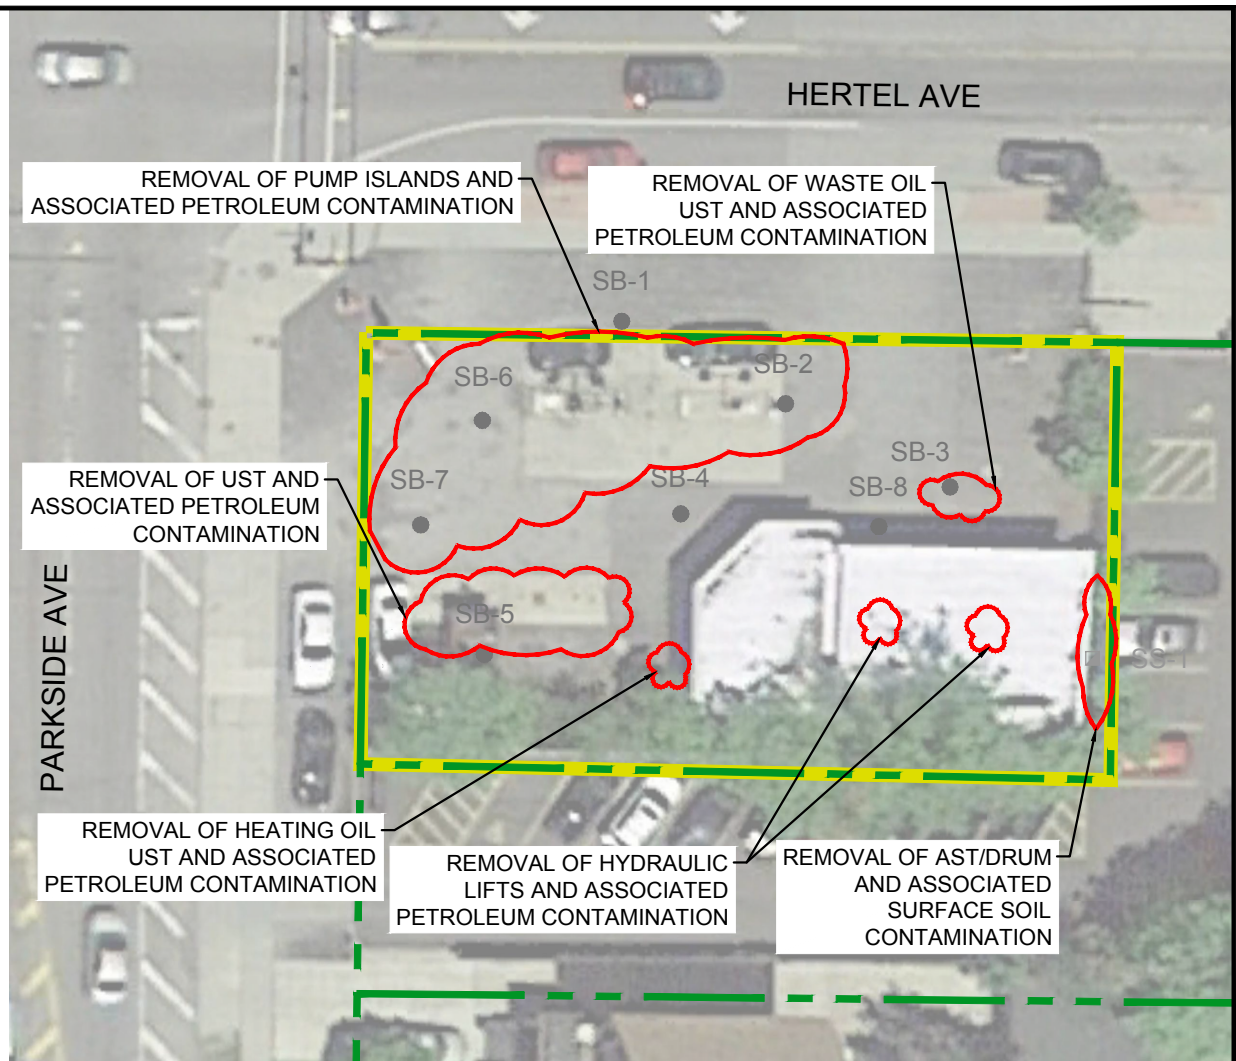 HERTEL AVE
REMOVAL OF PUMP ISLANDS AND
ASSOCIATED PETROLEUM CONTAMINATION
REMOVAL OF WASTE OIL
UST AND ASSOCIATED
PETROLEUM CONTAMINATION
SB-1
SB-2
SB-6
SB-3
SB-4
SB-7
SB-8
REMOVAL OF UST AND
ASSOCIATED PETROLEUM
CONTAMINATION
PARKSIDE AVE
SB-5
SS-1
REMOVAL OF HEATING OIL
UST AND ASSOCIATED
PETROLEUM CONTAMINATION
REMOVAL OF HYDRAULIC
LIFTS AND ASSOCIATED
PETROLEUM CONTAMINATION
REMOVAL OF AST/DRUM
AND ASSOCIATED
SURFACE SOIL
CONTAMINATION